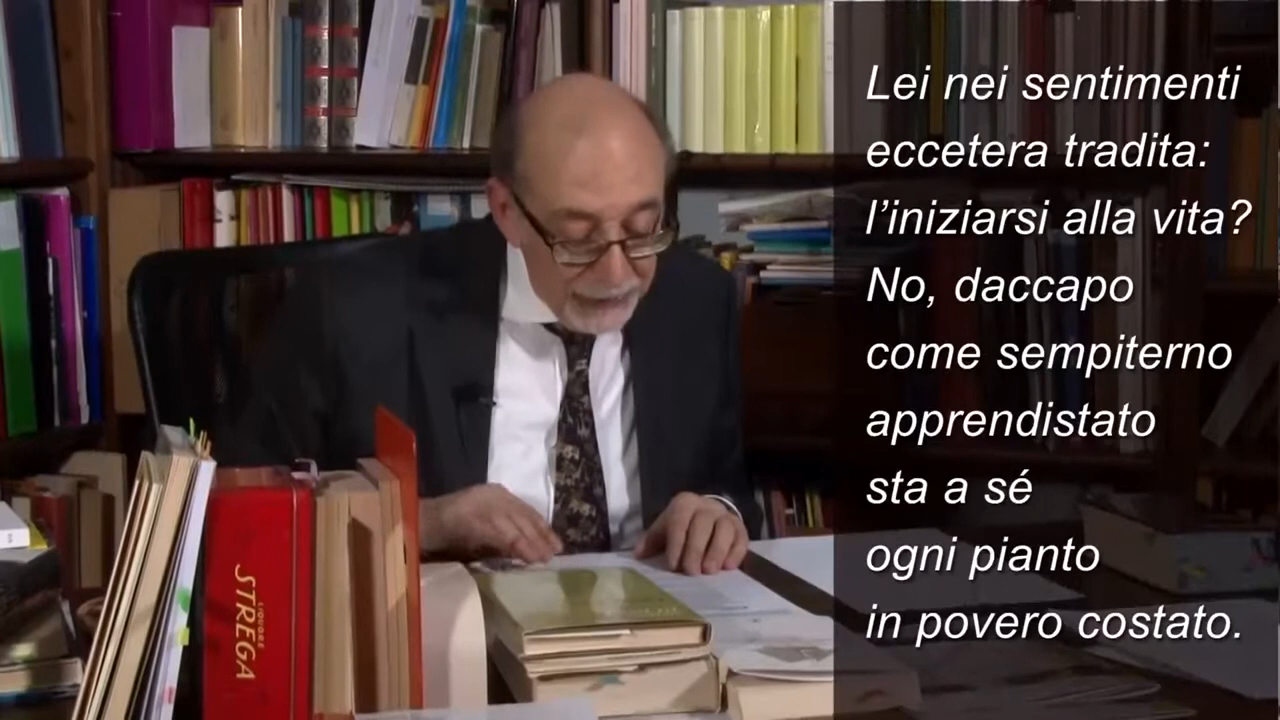 Lei nei sentimenti
eccetera tradita:
l’iniziarsi alla vita?
No, daccapo
come sempiterno
apprendistato
sta a sé
ogni pianto
in povero costato.
LIQUORE
STREGA